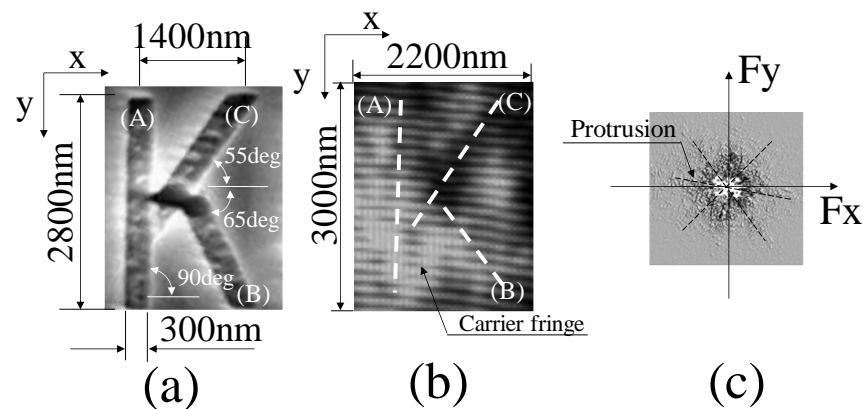 1400nm
x
y
(A)
(C)
55deg
65deg
90deg
(B)
2800nm
300nm
(a)
x
y
2200nm
(A)
(C)
3000nm
(B)
Carrier fringe
(b)
Fy
Protrusion
Fx
(c)